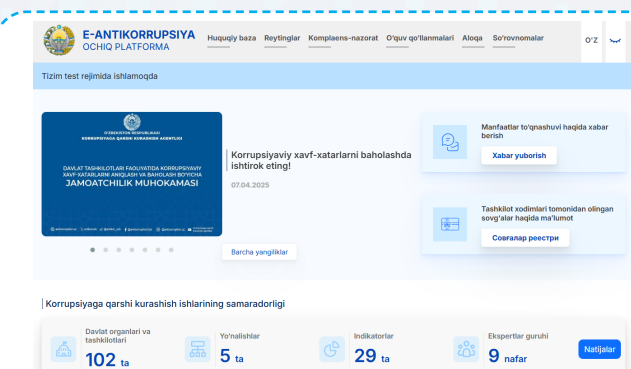 E-ANTIKORRUPSIYA
OCHIQ PLATFORMA
Huquqiy baza Reytinglar Komplaens-nazorat O'quv qo'llanmalari Aloqa So'rovnomalar
O'Z
Tizim test rejimida ishlamoqda
O'ZBEKISTON RESPUBLIKASI
KORRUPSIYAGA QARSHI KURASHISH AGENTLIGI
DAVLAT TASHKILOTLARI FAOLIYATIDA KORRUPSIYAVIY
XAVF-XATARLARNI ANIQLASH VA BAHOLASH BO'YICHA
JAMOATCHILIK MUHOKAMASI
Korrupsiyaviy xavf-xatarlarni baholashda
ishtirok eting!
07.04.2025
Barcha yangiliklar
Manfaatlar to'qnashuvi haqida xabar
berish
Xabar yuborish
Tashkilot xodimlari tomonidan olingan
sovg'alar haqida ma'lumot
Совғалар реестри
Korrupsiyaga qarshi kurashish ishlarining samaradorligi
Davlat organlari va
tashkilotlari
102 ta
Yo'nalishlar
5 ta
Indikatorlar
29 ta
Ekspertlar guruhi
9 nafar
Natijalar